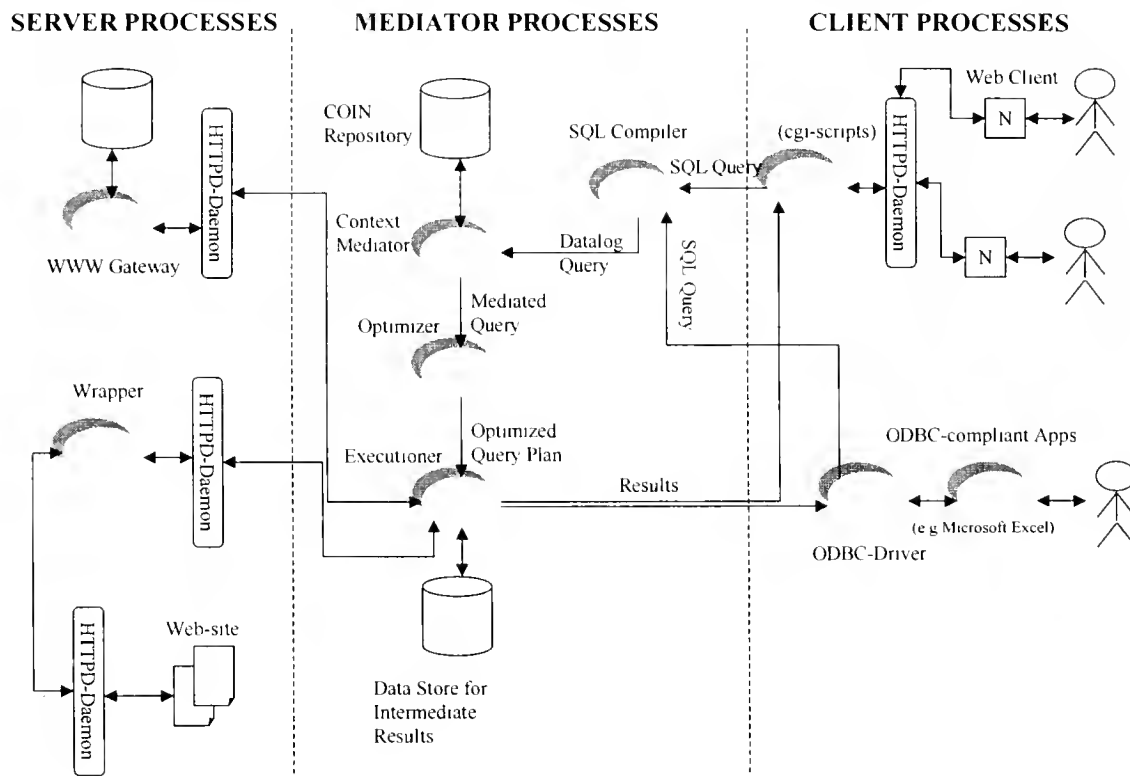 SERVER PROCESSES
MEDIATOR PROCESSES
CLIENT PROCESSES
HTTPD-Daemon
WWW Gateway
Wrapper
HTTPD-Daemon
HTTPD-Daemon
Web-site
COIN
Repository
SQL Compiler
SQL Query
Context
Mediator
Datalog
Query
SQL Query
Mediated
Query
Optimizer
Optimized
Query Plan
Executioner
Results
Data Store for
Intermediate
Results
(cgi-scripts)
HTTPD-Daemon
Web Client
N
N
ODBC-compliant Apps
(e g Microsoft Excel)
ODBC-Driver